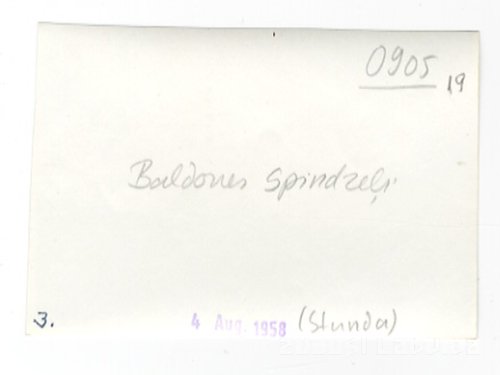 0905
19
Baldones Spindzeļi
3.
4 Aug. 1958 (Stunda)